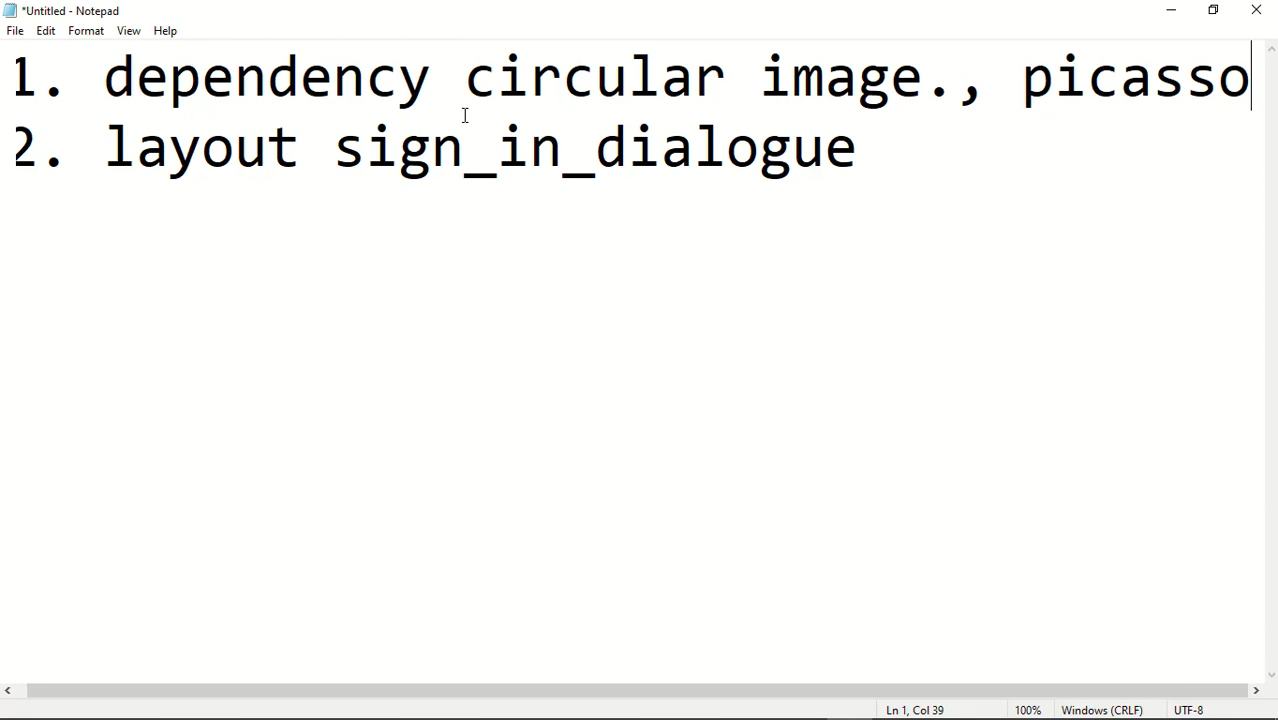 *Untitled - Notepad
File Edit Format View Help
1. dependency circular image., picasso
2. layout sign_in_dialogue
Ln 1, Col 39 100% Windows (CRLF) UTF-8